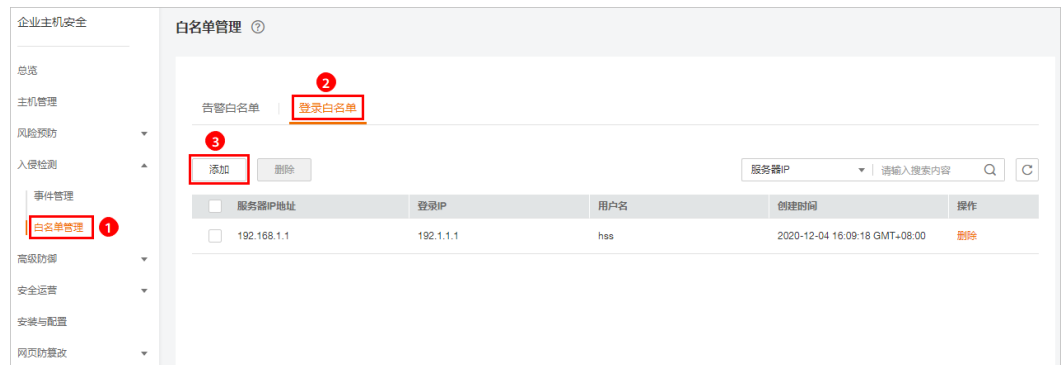 企业主机安全
白名单管理 ?
总览
主机管理
风险预防
入侵检测
事件管理
白名单管理 1
高级防御
安全运营
安装与配置
网页防篡改
2
告警白名单 登录白名单
3
添加 删除 服务器IP 请输入搜索内容 C
服务器IP地址 登录IP 用户名 创建时间 操作
192.168.1.1 192.1.1.1 hss 2020-12-04 16:09:18 GMT+08:00 删除